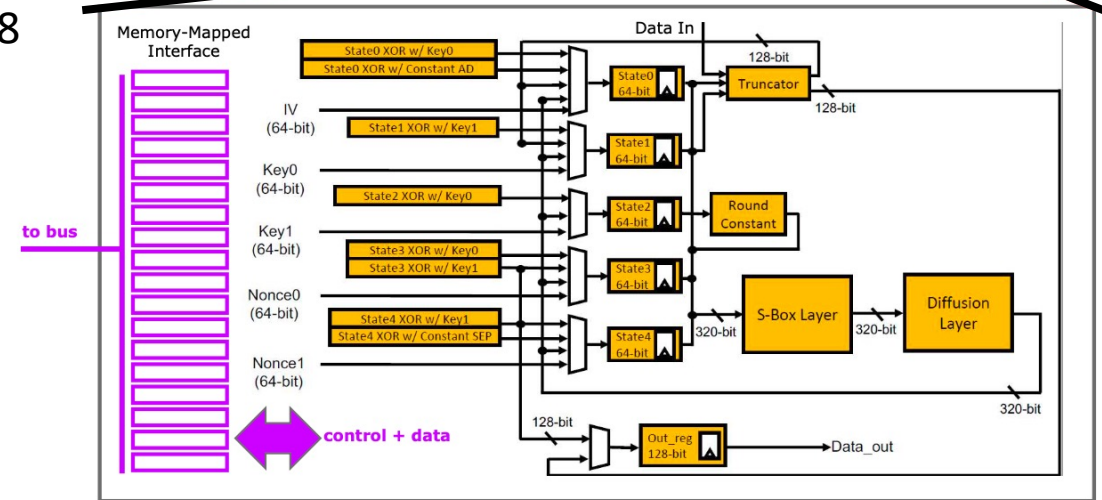 8
Memory-Mapped
Interface
to bus
control + data
State0 XOR w/ Key0
State0 XOR w/ Constant AD
IV
(64-bit)
State1 XOR w/ Key1
Key0
(64-bit)
State2 XOR w/ Key0
Key1
(64-bit)
State3 XOR w/ Key0
State3 XOR w/ Key1
Nonce0
(64-bit)
State4 XOR w/ Key1
State4 XOR w/ Constant SEP
Nonce1
(64-bit)
State0
64-bit
State1
64-bit
State2
64-bit
State3
64-bit
State4
64-bit
Data In
128-bit
Truncator
128-bit
Round
Constant
320-bit
S-Box Layer
320-bit
Diffusion
Layer
320-bit
128-bit
Out_reg
128-bit
Data_out